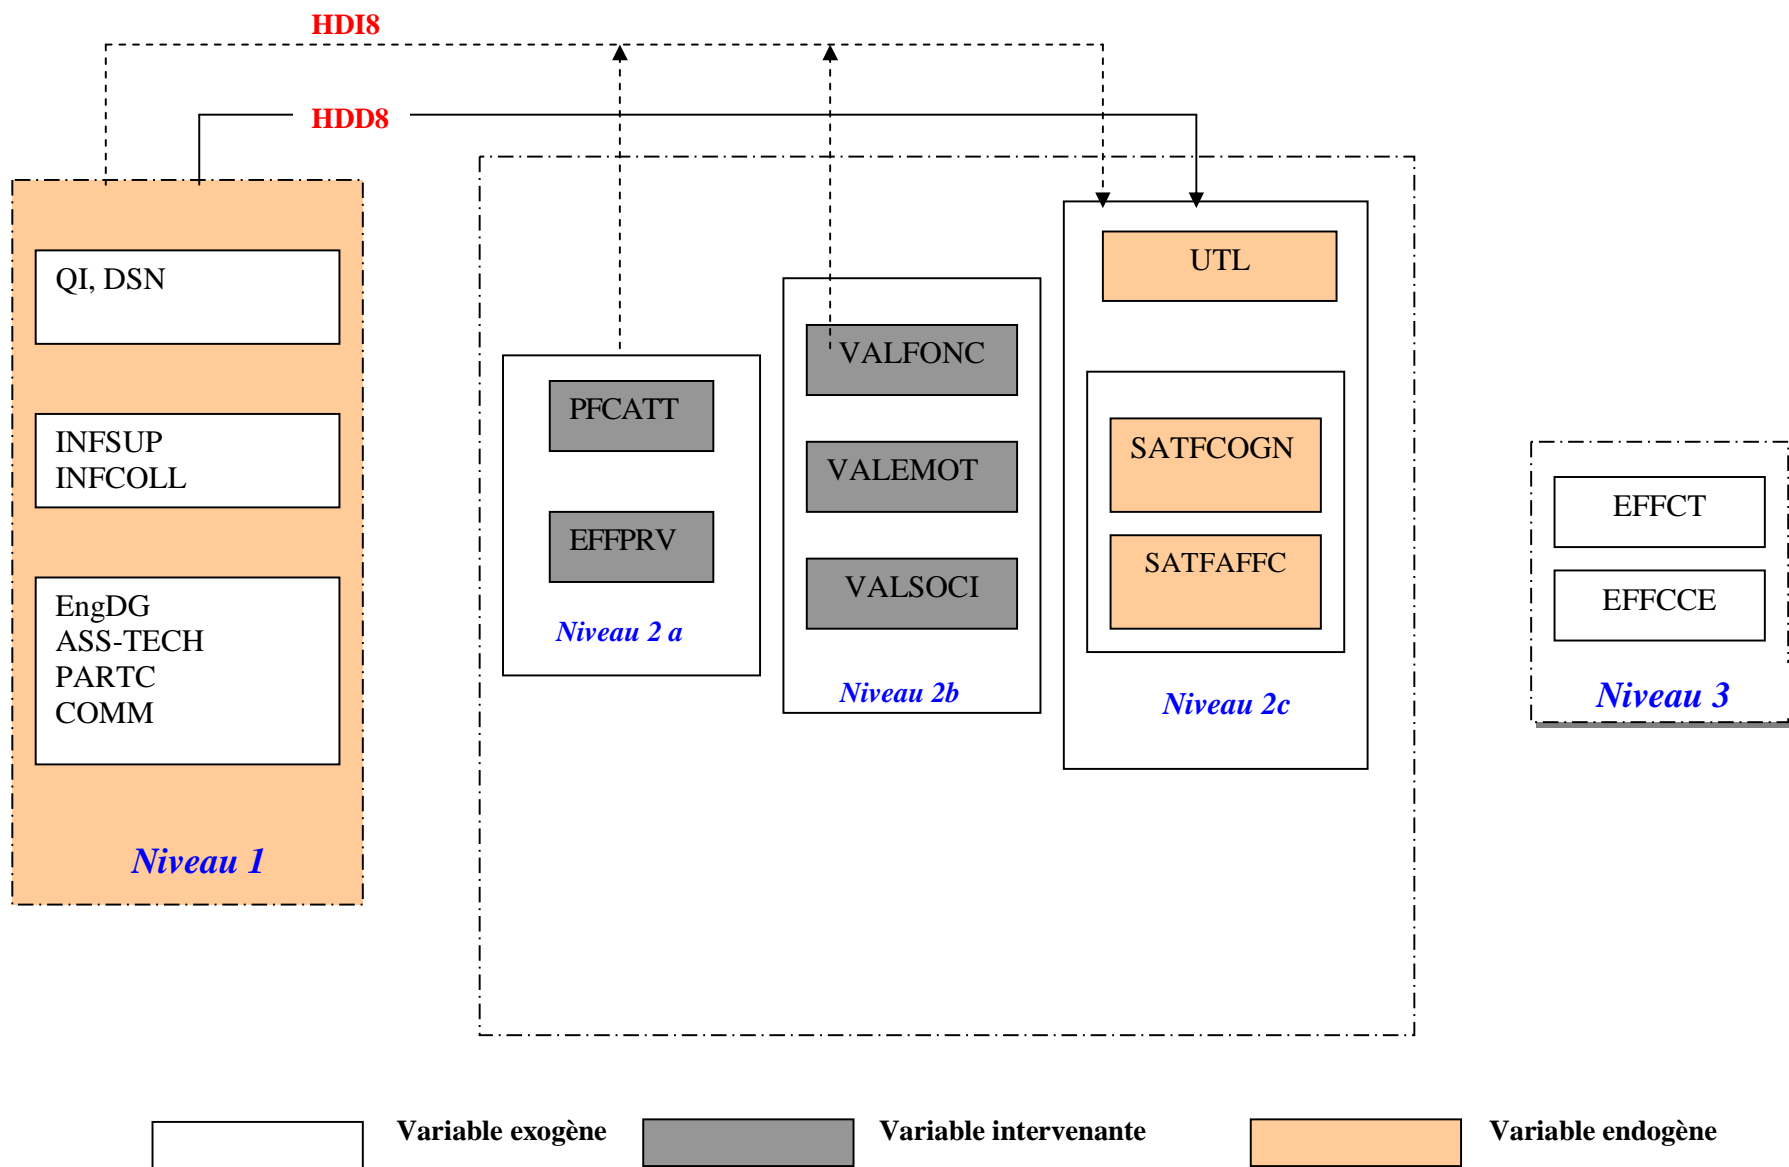 HDI8
HDD8
QI, DSN
INFSUP
INFCOLL
EngDG
ASS-TECH
PARTC
COMM
Niveau 1
PFCATT
EFFPRV
Niveau 2 a
VALFONC
VALEMOT
VALSOCI
Niveau 2b
UTL
SATFCOGN
SATFAFFC
Niveau 2c
EFFCT
EFFCCE
Niveau 3
Variable exogène
Variable intervenante
Variable endogène